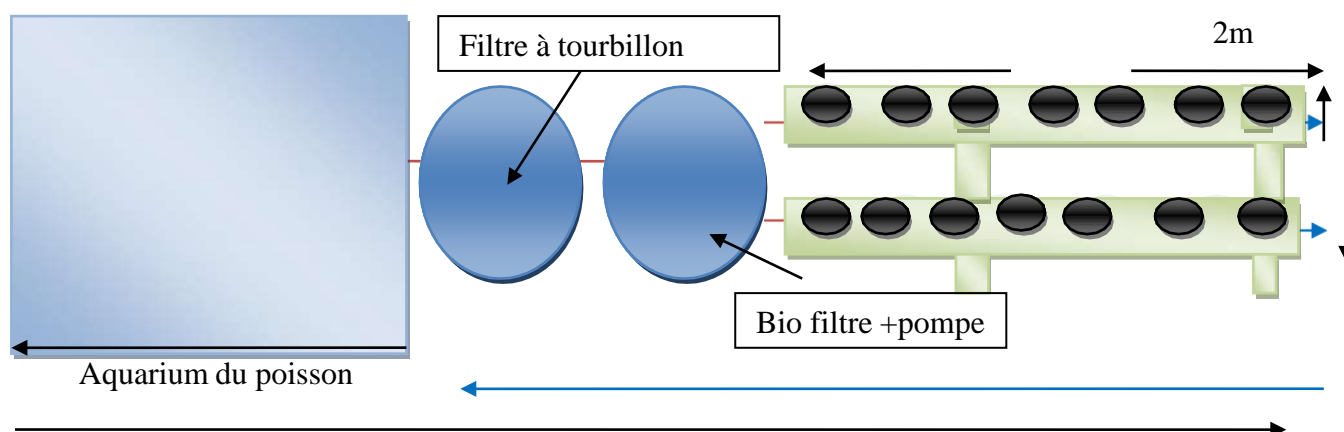 Filtre à tourbillon
2m
Bio filtre +pompe
Aquarium du poisson